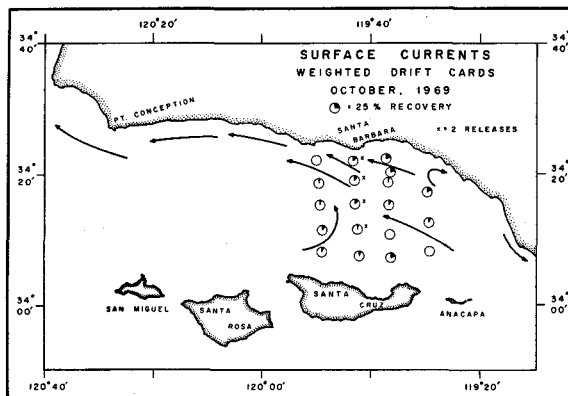 120°20' 119°40'
34°
40'
34°
40'
SURFACE CURRENTS
WEIGHTED DRIFT CARDS
OCTOBER, 1969
= 25% RECOVERY
x = 2 RELEASES
PT. CONCEPTION
SANTA
BARBARA
x
x
x
x
34°
20'
34°
20'
34°
00'
34°
00'
SAN MIGUEL
SANTA
ROSA
SANTA
CRUZ
ANACAPA
120°40' 120°00' 119°20'